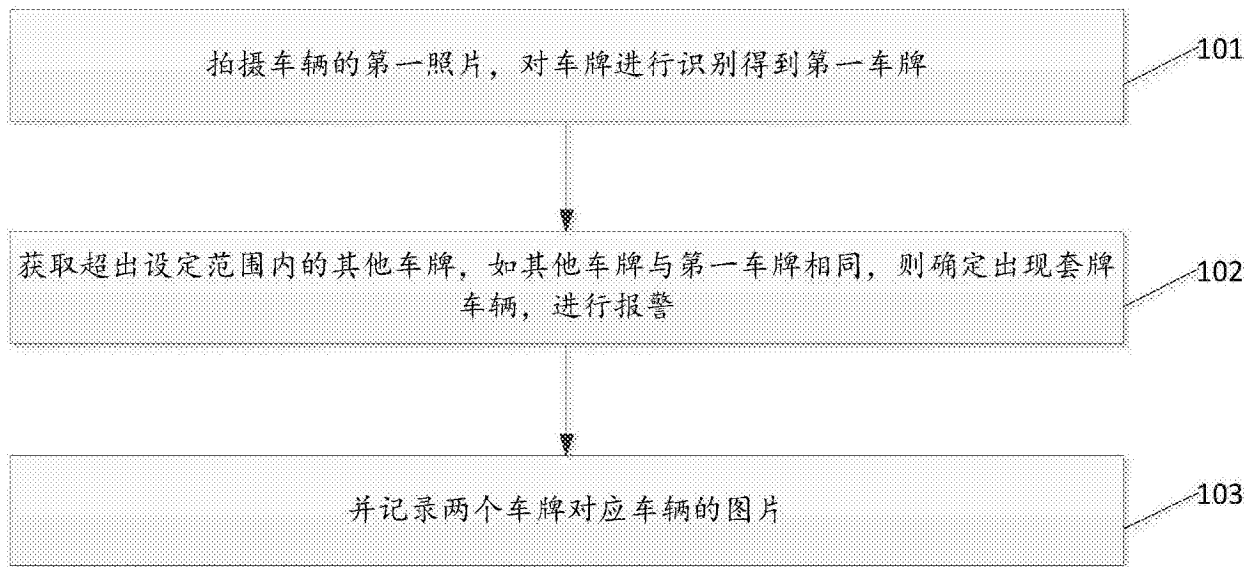 拍摄车辆的第一照片，对车牌进行识别得到第一车牌
101
获取超出设定范围内的其他车牌，如其他车牌与第一车牌相同，则确定出现套牌
车辆，进行报警
102
并记录两个车牌对应车辆的图片
103